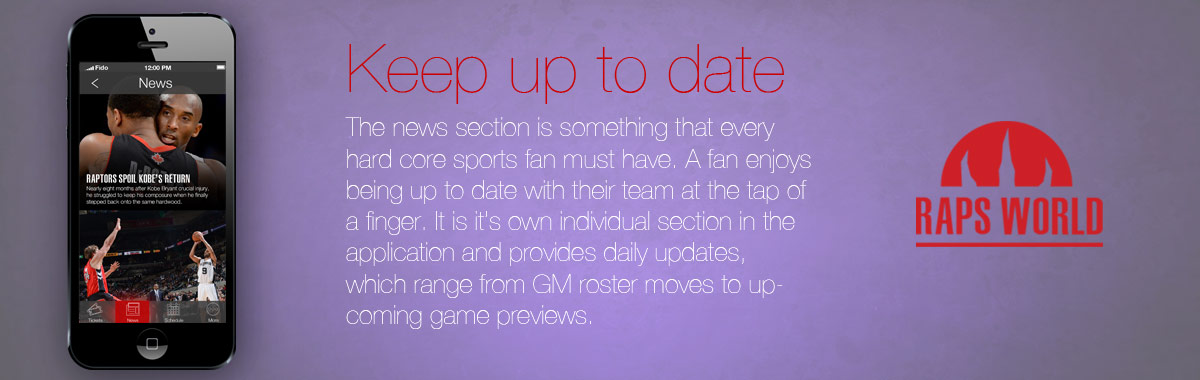 Fido 12:00 PM
News
RAPTORS SPOIL KOBE'S RETURN
Nearly eight months after Kobe Bryant crucial injury,
he struggled to keep his composure when he finally
stepped back onto the same hardwood.
9
Tickets News Schedule More
Keep up to date
The news section is something that every
hard core sports fan must have. A fan enjoys
being up to date with their team at the tap of
a finger. It is it's own individual section in the
application and provides daily updates,
which range from GM roster moves to up-
coming game previews.
RAPS WORLD